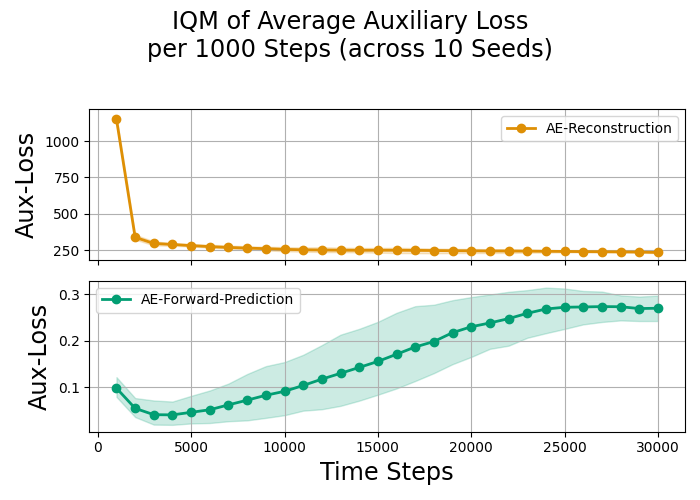 IQM of Average Auxiliary Loss
per 1000 Steps (across 10 Seeds)
Aux-Loss
1000
750
500
250
AE-Reconstruction
Aux-Loss
0.3
0.2
0.1
AE-Forward-Prediction
0
5000
10000
15000
20000
25000
30000
Time Steps